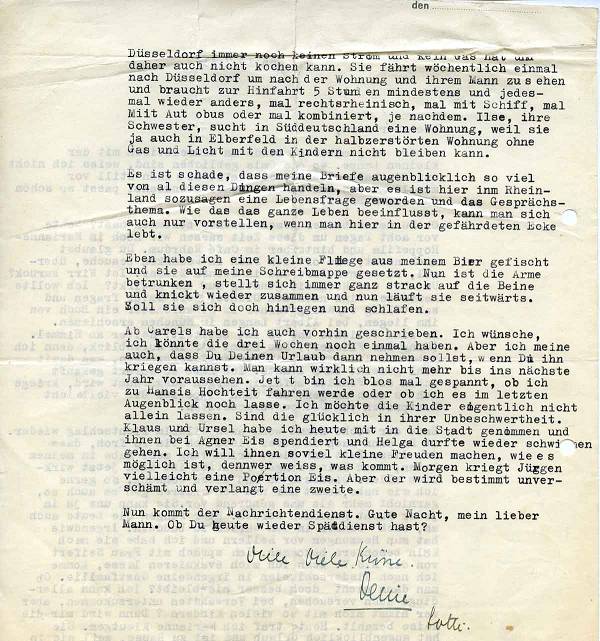 den
Düsseldorf immer noch keinen Strom und kein Gas hat und
daher auch nicht kochen kann. Sie fährt wöchentlich einmal
nach Düsseldorf um nach der Wohnung und ihrem Mann zu sehen
und braucht zur Hinfahrt 5 Stunden mindestens und jedes-
mal wieder anders, mal rechtsrheinisch, mal mit Schiff, mal
Miit Aut obus oder mal kombiniert, je nachdem. Ilse, ihre
Schwester, sucht in Süddeutschland eine Wohnung, weil sie
ja auch in Elberfeld in der halbzerstörten Wohnung ohne
Gas und Licht mit den Kindern nicht bleiben kann.
Es ist schade, dass meine Briefe augenblicklich so viel
von al diesen Dingen handeln, aber es ist hier inm Rhein-
land sozusagen eine Lebensfrage geworden und das Gesprächs-
thema. Wie das das ganze Leben beeinflusst, kann man sich
auch nur vorstellen, wenn man hier in der gefährdeten Ecke
lebt.
Eben habe ich eine kleine Fliege aus meinem Bier gefischt
und sie auf meine Schreibmappe gesetzt. Nun ist die Arme
betrunken , stellt sich immer ganz strack auf die Beine
und knickt wieder zusammen und nun läuft sie seitwärts.
Soll sie sich doch hinlegen und schlafen.
Ab Carels habe ich auch vorhin geschrieben. Ich wünsche,
ich könnte die drei Wochen noch einmal haben. Aber ich meine
auch, dass Du Deinen Urlaub dann nehmen sollst, wenn Du ihn
kriegen kannst. Man kann wirklich nicht mehr bis ins nächste
Jahr voraussehen. Jet t bin ich blos mal gespannt, ob ich
zu Hansis Hochteit fahren werde oder ob ich es im letzten
Augenblick noch lasse. Ich möchte die Kinder eigentlich nicht
allein lassen. Sind die glücklich in ihrer Unbeschwertheit.
Klaus und Ursel habe ich heute mit in die Stadt genommen und
ihnen bei Agner Eis spendiert und Helga durfte wieder schwimmen
gehen. Ich will ihnen soviel kleine Freuden machen, wie es
möglich ist, dennwer weiss, was kommt. Morgen kriegt Jürgen
vielleicht eine Portion Eis. Aber der wird bestimmt unver-
schämt und verlangt eine zweite.
Nun kommt der Nachrichtendienst. Gute Nacht, mein lieber
Mann. Ob Du heute wieder Spätdienst hast?
Viele Viele Küsse.
Deine
Lotti.